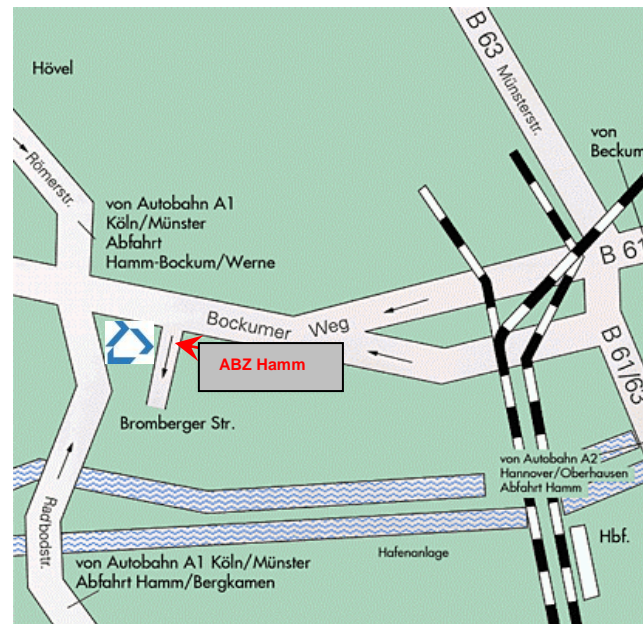 B 63
Münsterstr.
Hövel
von
Beckum
Römerstr.
von Autobahn A1
Köln/Münster
Abfahrt
Hamm-Bockum/Werne
B 61
Bockumer Weg
ABZ Hamm
B 61/63
Bromberger Str.
von Autobahn A2
Hannover/Oberhausen
Abfahrt Hamm
Radbodstr.
Hafenanlage
Hbf.
von Autobahn A1 Köln/Münster
Abfahrt Hamm/Bergkamen